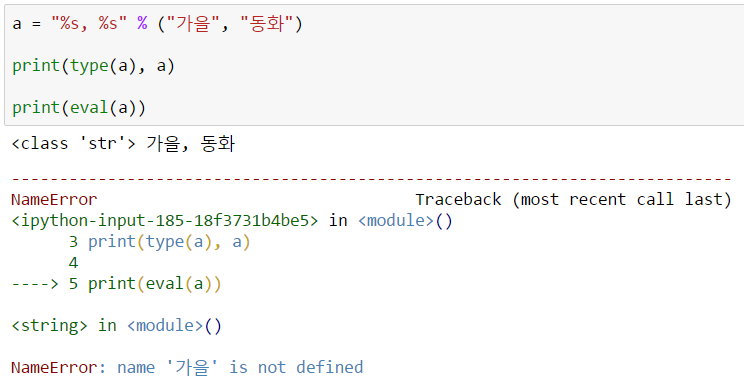 a = "%s, %s" % ("가을", "동화")
print(type(a), a)
print(eval(a))
<class 'str'> 가을, 동화
---------------------------------------------------------------------------
NameError                                 Traceback (most recent call last)
<ipython-input-185-18f3731b4be5> in <module>()
      3 print(type(a), a)
      4
----> 5 print(eval(a))
<string> in <module>()
NameError: name '가을' is not defined